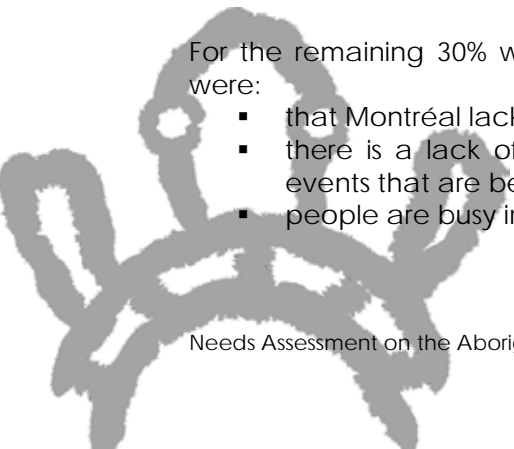 For the remaining 30% w
were:
▪ that Montréal lack
▪ there is a lack of
events that are be
▪ people are busy i
Needs Assessment on the Abori